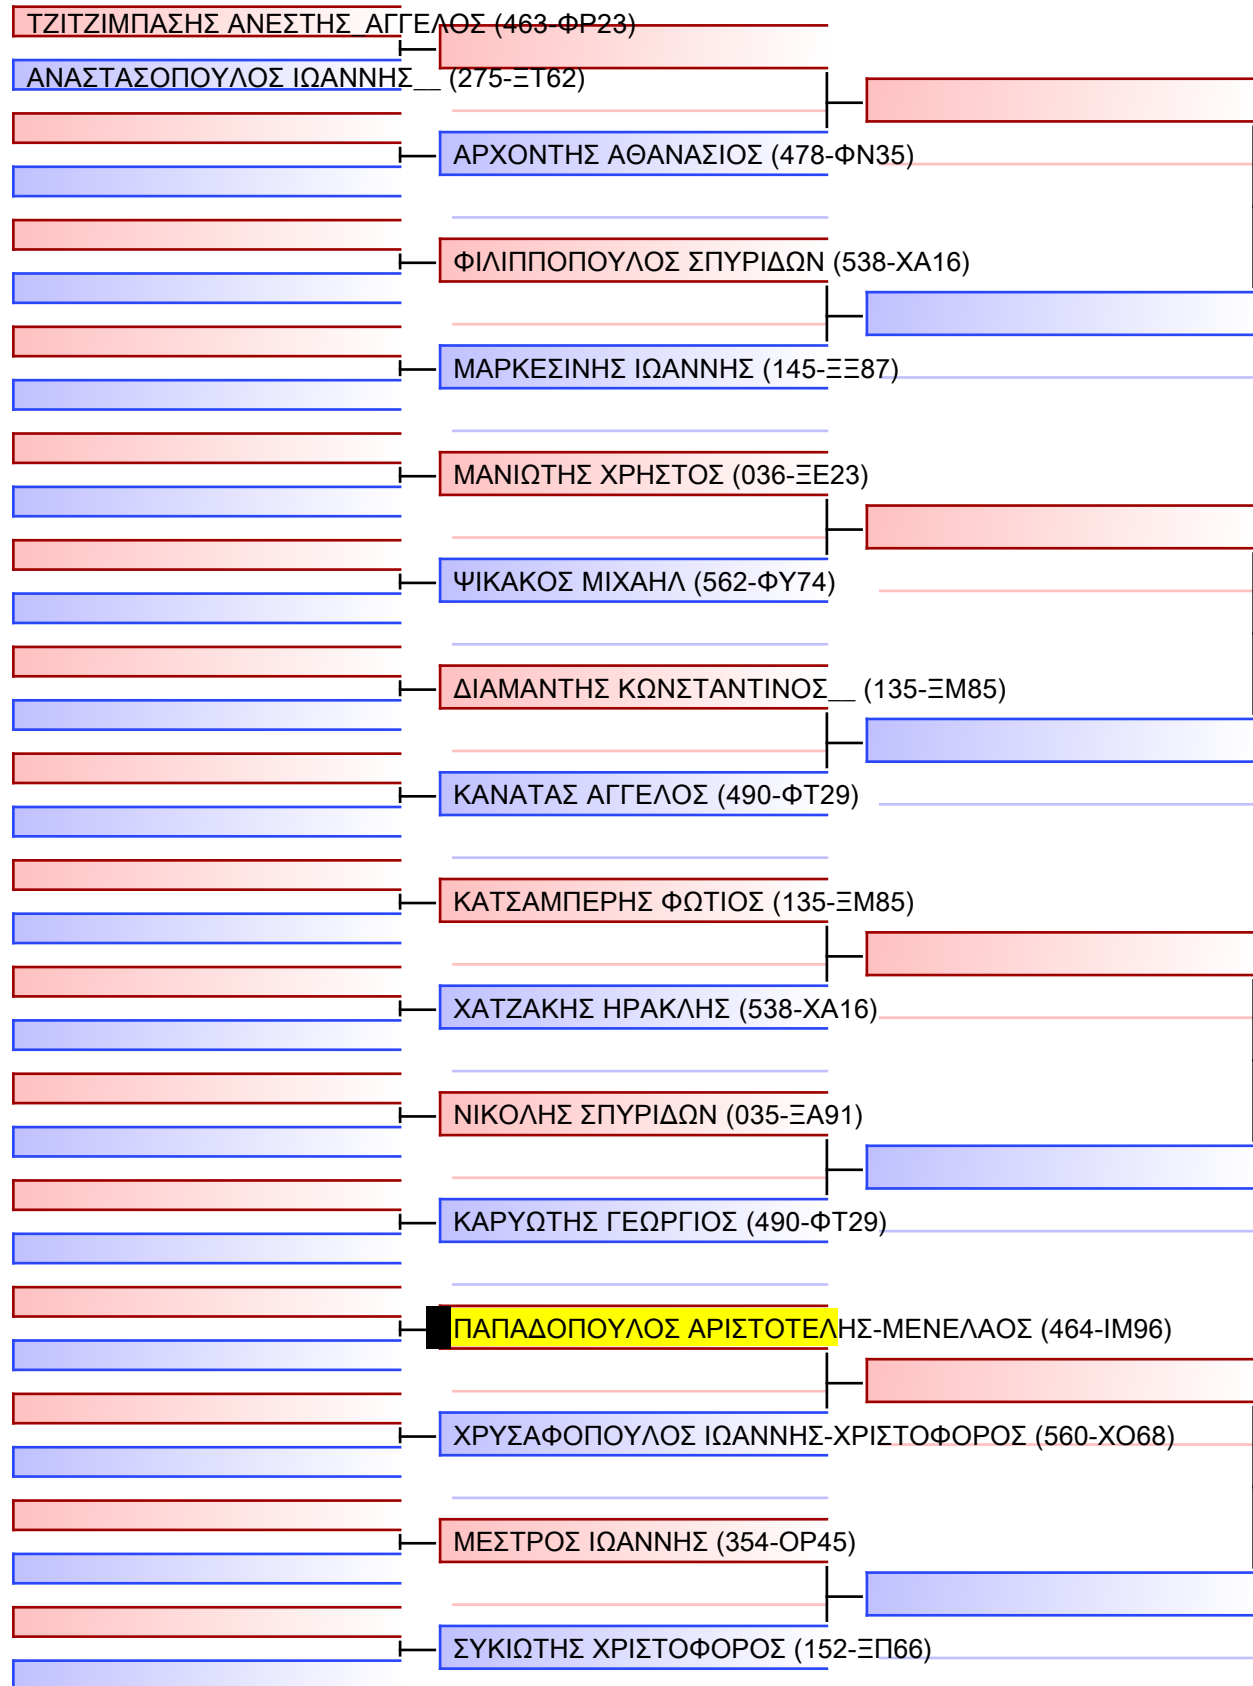 ΤΖΙΤΖΙΜΠΑΣΗΣ ΑΝΕΣΤΗΣ_ΑΓΓΕΛΟΣ (463-ΦΡ23)
ΑΝΑΣΤΑΣΟΠΟΥΛΟΣ ΙΩΑΝΝΗΣ__ (275-ΞΤ62)
ΑΡΧΟΝΤΗΣ ΑΘΑΝΑΣΙΟΣ (478-ΦΝ35)
ΦΙΛΙΠΠΟΠΟΥΛΟΣ ΣΠΥΡΙΔΩΝ (538-ΧΑ16)
ΜΑΡΚΕΣΙΝΗΣ ΙΩΑΝΝΗΣ (145-ΞΞ87)
ΜΑΝΙΩΤΗΣ ΧΡΗΣΤΟΣ (036-ΞΕ23)
ΨΙΚΑΚΟΣ ΜΙΧΑΗΛ (562-ΦΥ74)
ΔΙΑΜΑΝΤΗΣ ΚΩΝΣΤΑΝΤΙΝΟΣ__ (135-ΞΜ85)
ΚΑΝΑΤΑΣ ΑΓΓΕΛΟΣ (490-ΦΤ29)
ΚΑΤΣΑΜΠΕΡΗΣ ΦΩΤΙΟΣ (135-ΞΜ85)
ΧΑΤΖΑΚΗΣ ΗΡΑΚΛΗΣ (538-ΧΑ16)
ΝΙΚΟΛΗΣ ΣΠΥΡΙΔΩΝ (035-ΞΑ91)
ΚΑΡΥΩΤΗΣ ΓΕΩΡΓΙΟΣ (490-ΦΤ29)
ΠΑΠΑΔΟΠΟΥΛΟΣ ΑΡΙΣΤΟΤΕΛΗΣ-ΜΕΝΕΛΑΟΣ (464-ΙΜ96)
ΧΡΥΣΑΦΟΠΟΥΛΟΣ ΙΩΑΝΝΗΣ-ΧΡΙΣΤΟΦΟΡΟΣ (560-ΧΟ68)
ΜΕΣΤΡΟΣ ΙΩΑΝΝΗΣ (354-ΟΡ45)
ΣΥΚΙΩΤΗΣ ΧΡΙΣΤΟΦΟΡΟΣ (152-ΞΠ66)